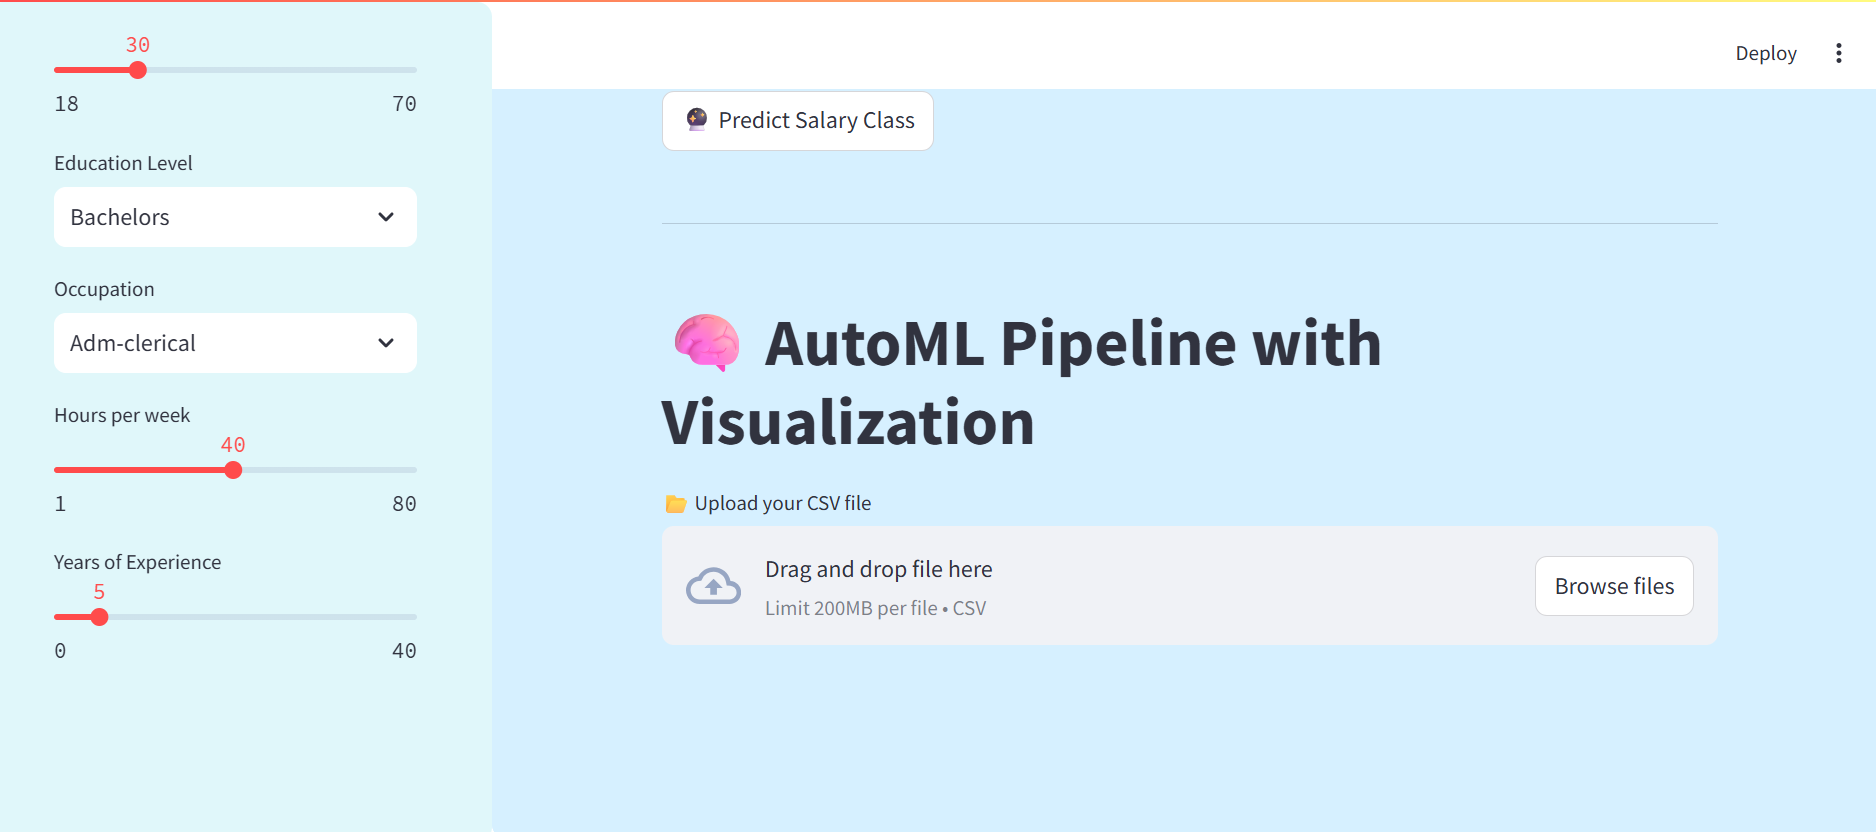 30
18 70
Education Level
Bachelors
Occupation
Adm-clerical
Hours per week
40
1 80
Years of Experience
5
0 40
Deploy
Predict Salary Class
AutoML Pipeline with
Visualization
Upload your CSV file
Drag and drop file here
Limit 200MB per file • CSV
Browse files